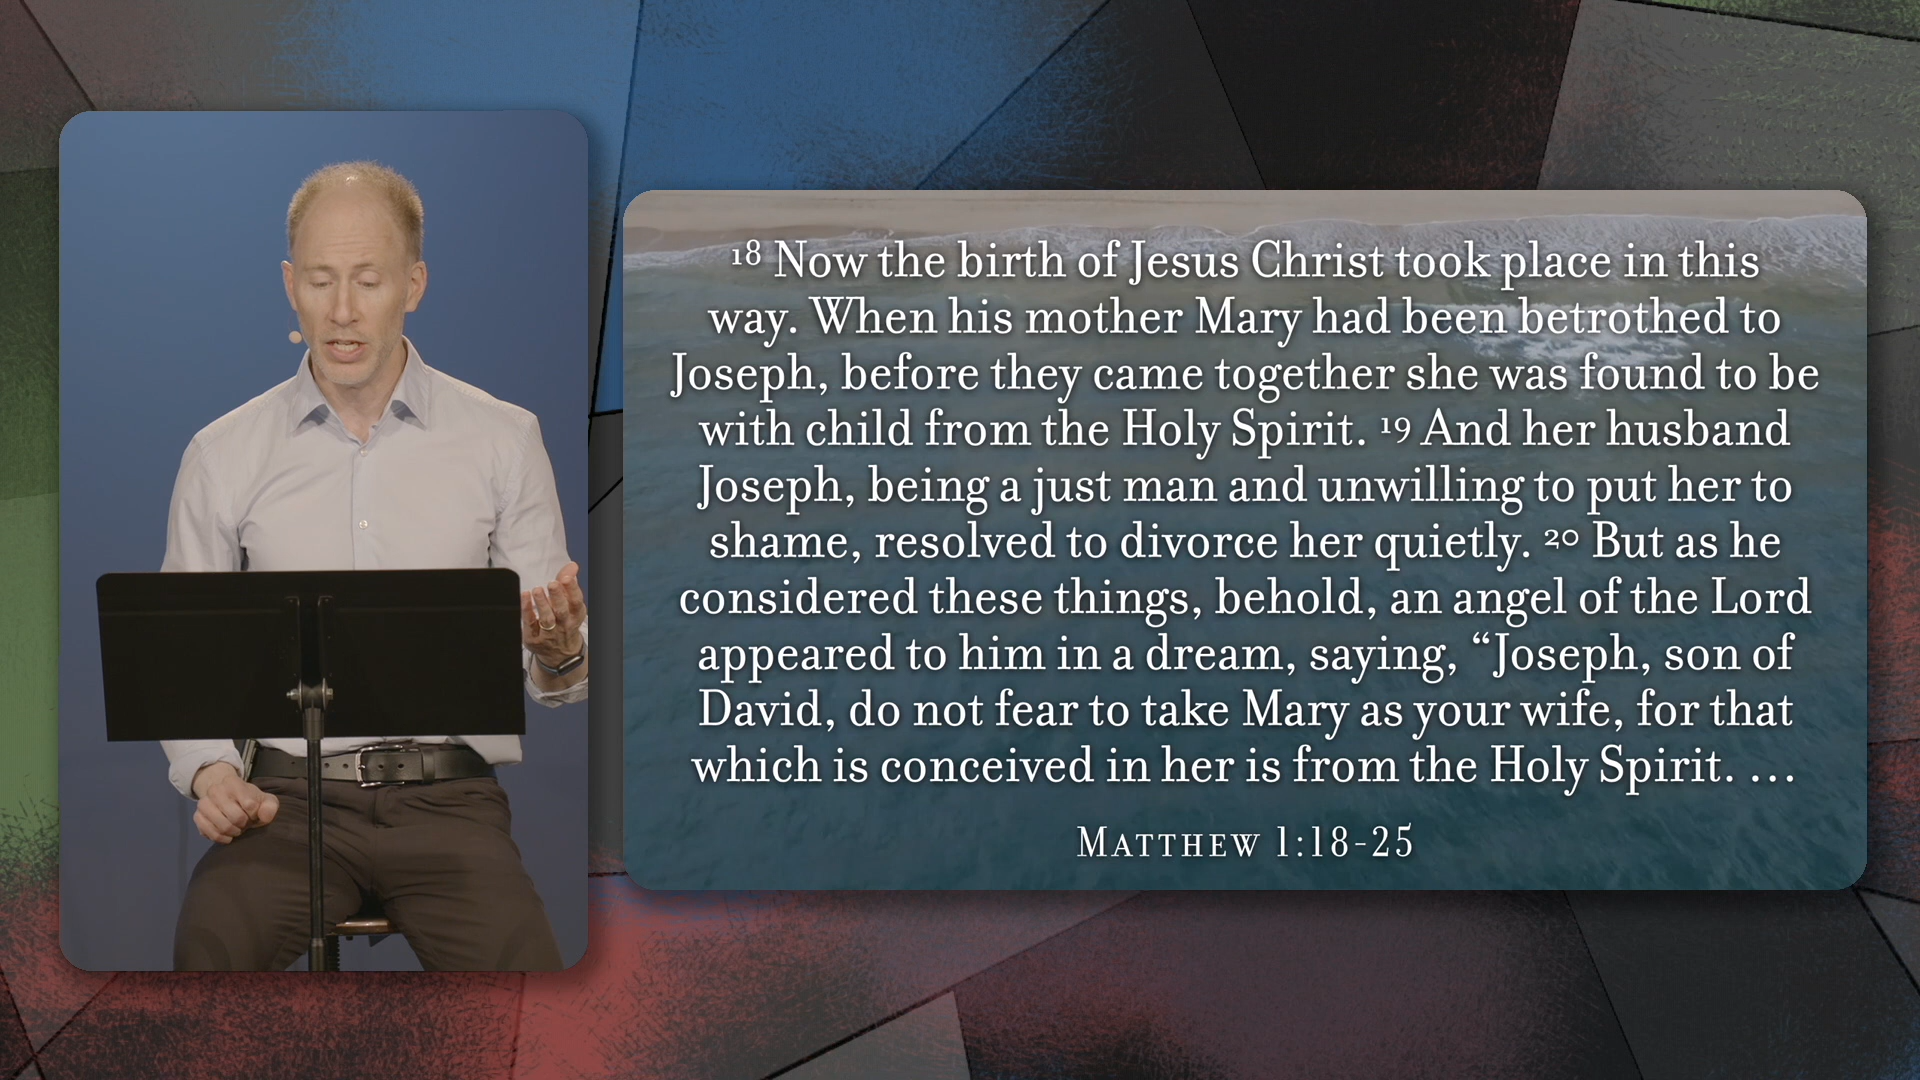 18 Now the birth of Jesus Christ took place in this
way. When his mother Mary had been betrothed to
Joseph, before they came together she was found to be
with child from the Holy Spirit. 19 And her husband
Joseph, being a just man and unwilling to put her to
shame, resolved to divorce her quietly. 20 But as he
considered these things, behold, an angel of the Lord
appeared to him in a dream, saying, “Joseph, son of
David, do not fear to take Mary as your wife, for that
which is conceived in her is from the Holy Spirit. …
Matthew 1:18-25